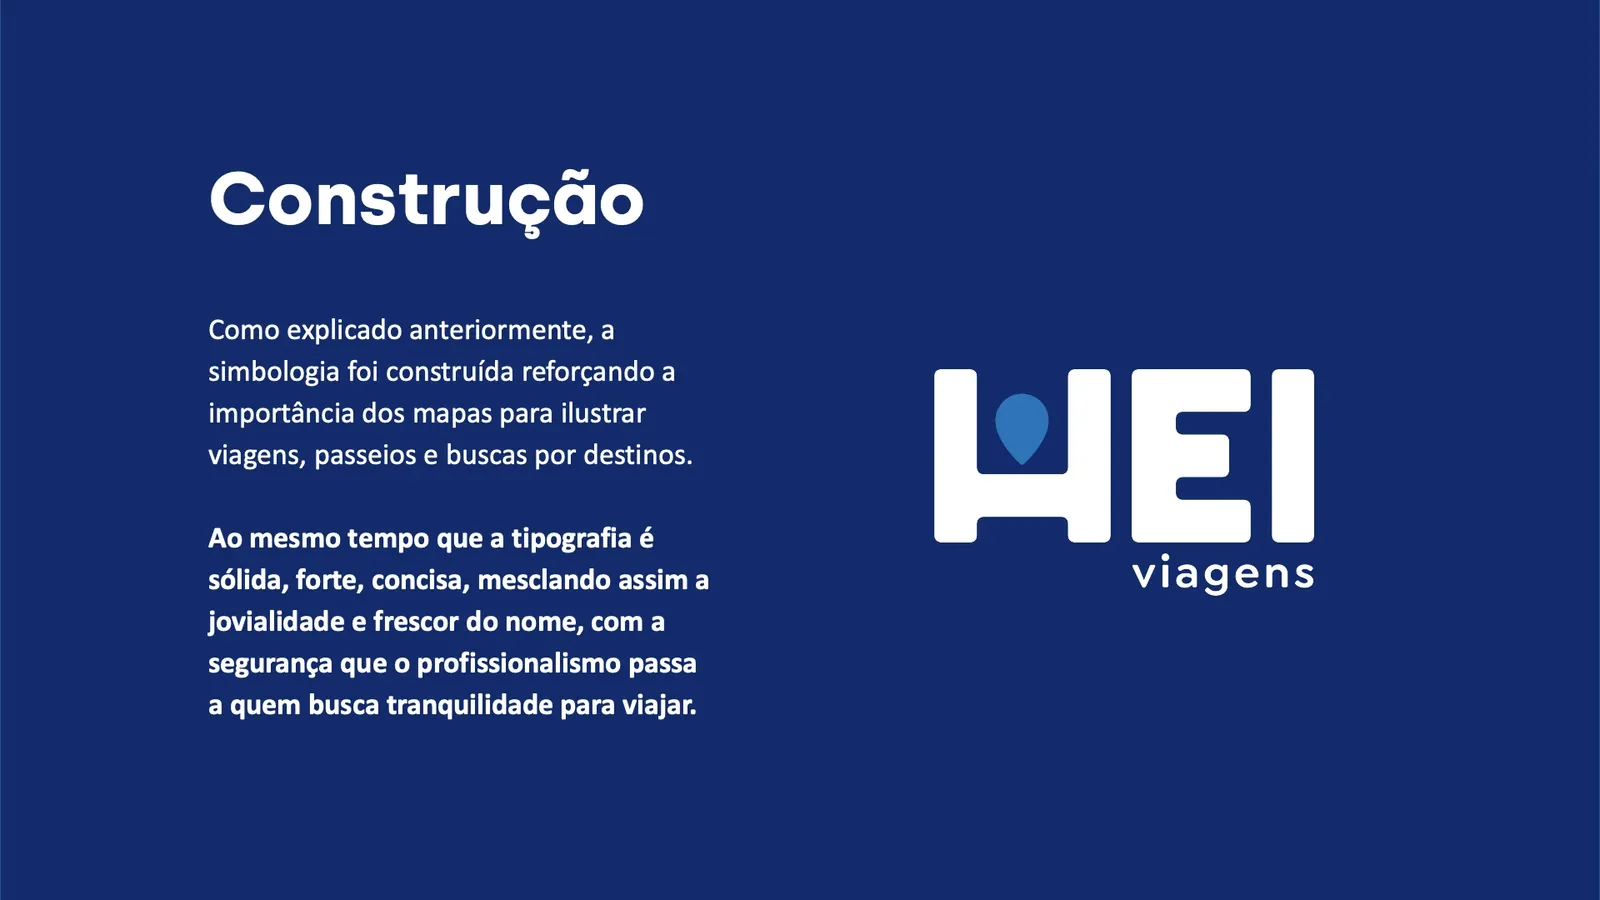 Construção
Como explicado anteriormente, a
simbologia foi construída reforçando a
importância dos mapas para ilustrar
viagens, passeios e buscas por destinos.
Ao mesmo tempo que a tipografia é
sólida, forte, concisa, mesclando assim a
jovialidade e frescor do nome, com a
segurança que o profissionalismo passa
a quem busca tranquilidade para viajar.
HEI
viagens